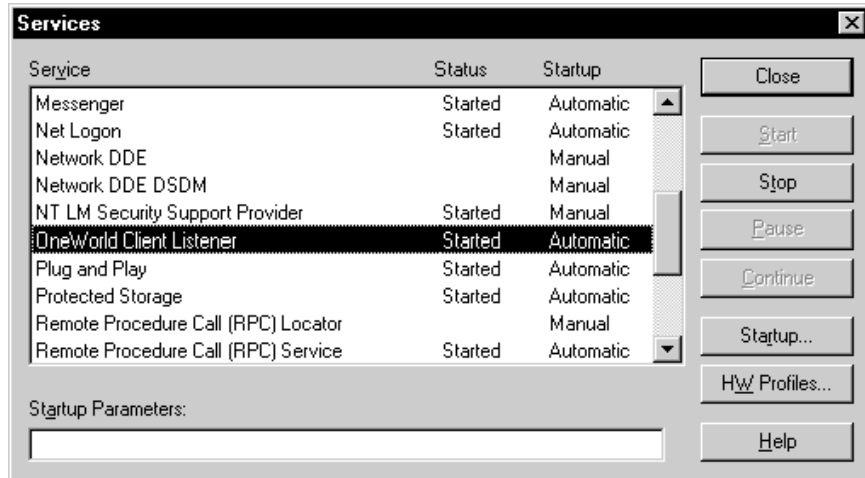 Services
Service Status Startup
Messenger Started Automatic
Net Logon Started Automatic
Network DDE Manual
Network DDE DSDM Manual
NT LM Security Support Provider Started Manual
OneWorld Client Listener Started Automatic
Plug and Play Started Automatic
Protected Storage Started Automatic
Remote Procedure Call (RPC) Locator Manual
Remote Procedure Call (RPC) Service Started Automatic
Startup Parameters:
Close
Start
Stop
Pause
Continue
Startup...
HW Profiles...
Help